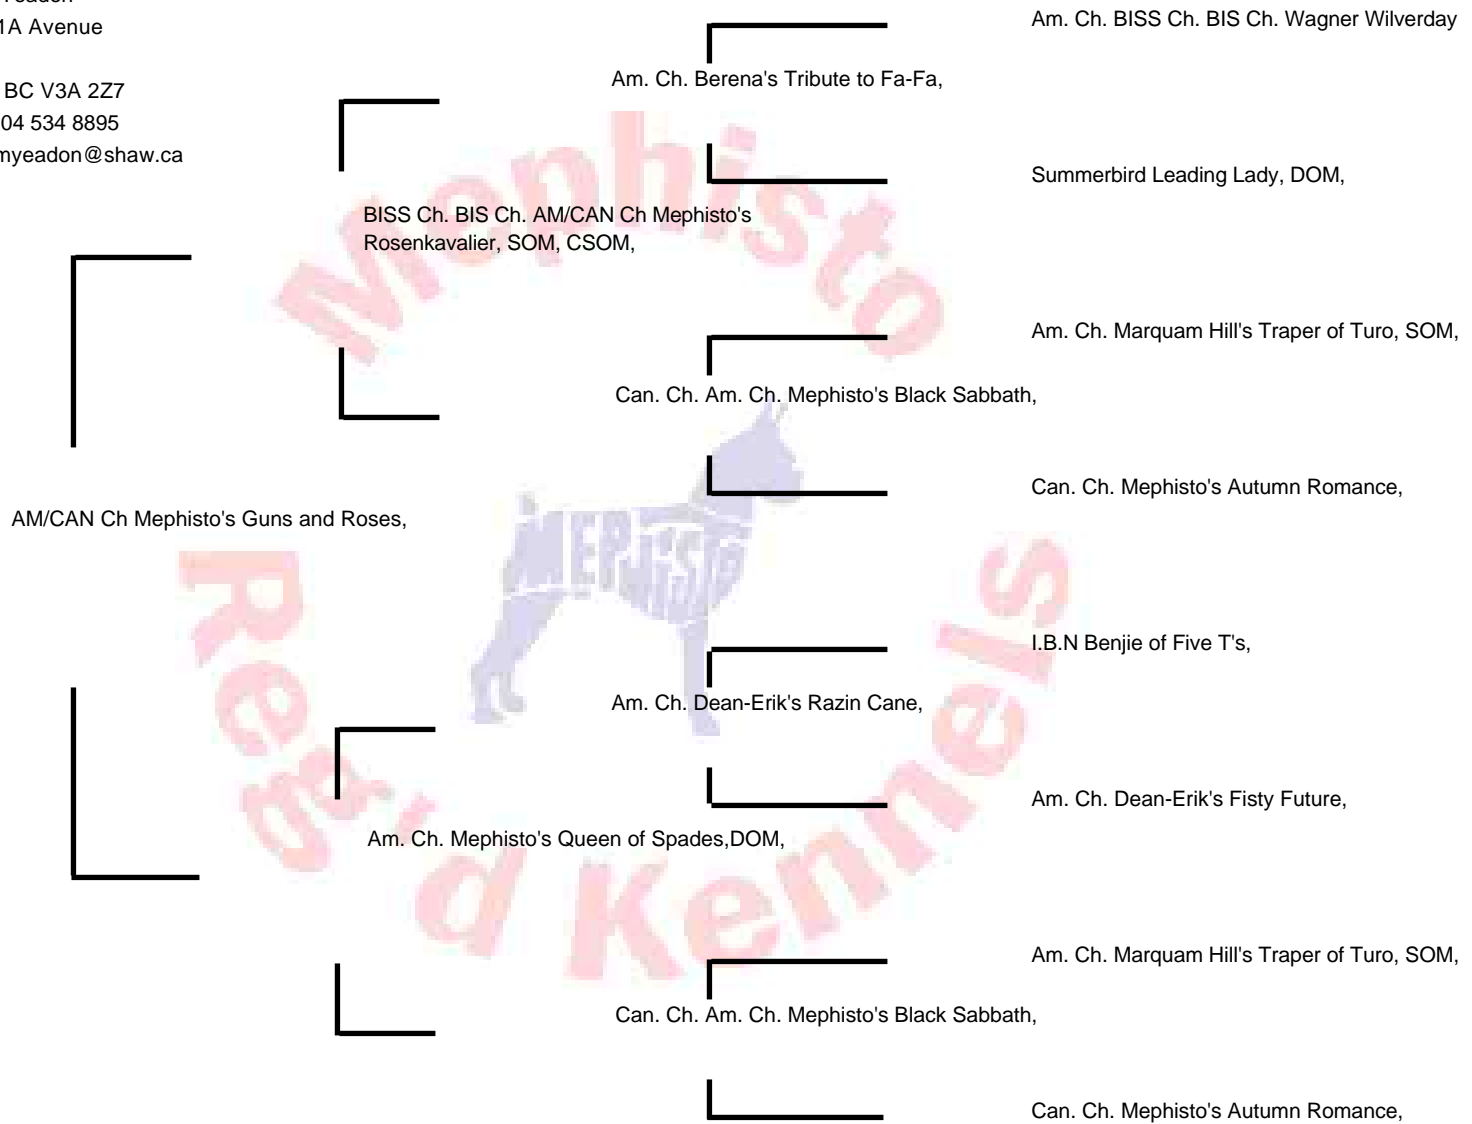 1A Avenue
BC V3A 2Z7
04 534 8895
myeadon@shaw.ca
Am. Ch. BISS Ch. BIS Ch. Wagner Wilverday
Am. Ch. Berena's Tribute to Fa-Fa,
Summerbird Leading Lady, DOM,
BISS Ch. BIS Ch. AM/CAN Ch Mephisto's
Rosenkavalier, SOM, CSOM,
Am. Ch. Marquam Hill's Traper of Turo, SOM,
Can. Ch. Am. Ch. Mephisto's Black Sabbath,
Can. Ch. Mephisto's Autumn Romance,
AM/CAN Ch Mephisto's Guns and Roses,
I.B.N Benjie of Five T's,
Am. Ch. Dean-Erik's Razin Cane,
Am. Ch. Dean-Erik's Fisty Future,
Am. Ch. Mephisto's Queen of Spades,DOM,
Am. Ch. Marquam Hill's Traper of Turo, SOM,
Can. Ch. Am. Ch. Mephisto's Black Sabbath,
Can. Ch. Mephisto's Autumn Romance,
Mephisto
MEPHISTO
Reg'd Kennels